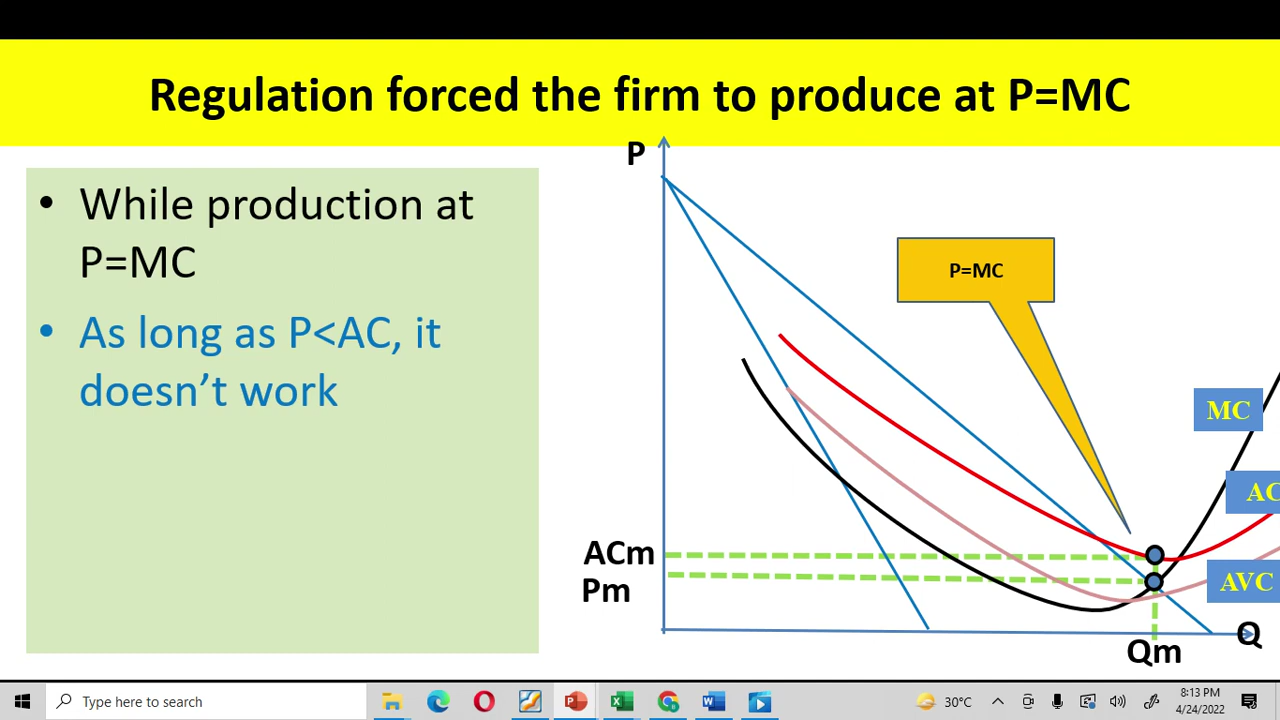 Regulation forced the firm to produce at P=MC
• While production at
P=MC
• As long as P<AC, it
doesn't work
P
P=MC
MC
AC
ACm
Pm
AVC
Q
Qm
Type here to search
30°C
8:13 PM
4/24/2022